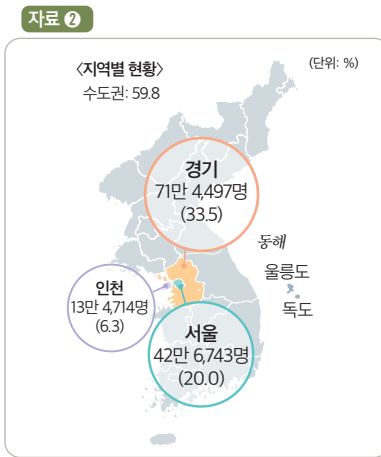 자료 ❷
〈지역별 현황〉
(단위: %)
수도권: 59.8
경기
71만 4,497명
(33.5)
동해
울릉도
독도
인천
13만 4,714명
(6.3)
서울
42만 6,743명
(20.0)